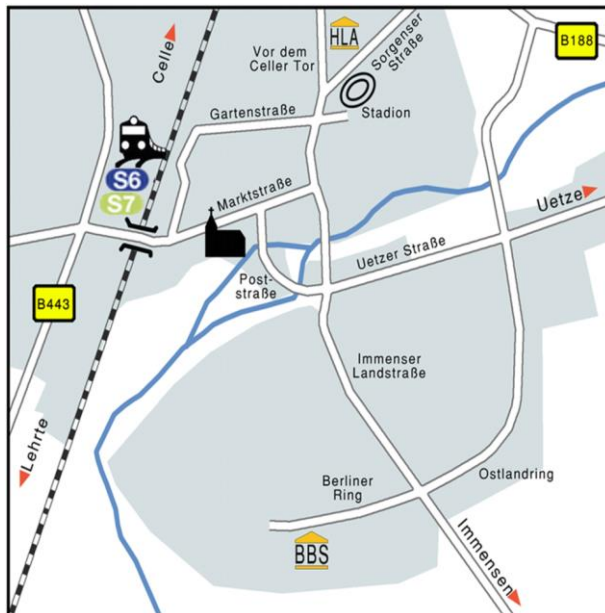 HLA
Vor dem
Celler Tor
Sorgenser
Straße
B188
Celle
Gartenstraße
Stadion
S6
S7
Marktstraße
Uetze
Uetzer Straße
Post-
straße
B443
Immenser
Landstraße
Lehrte
Berliner
Ring
Ostlandring
BBS
Immensen